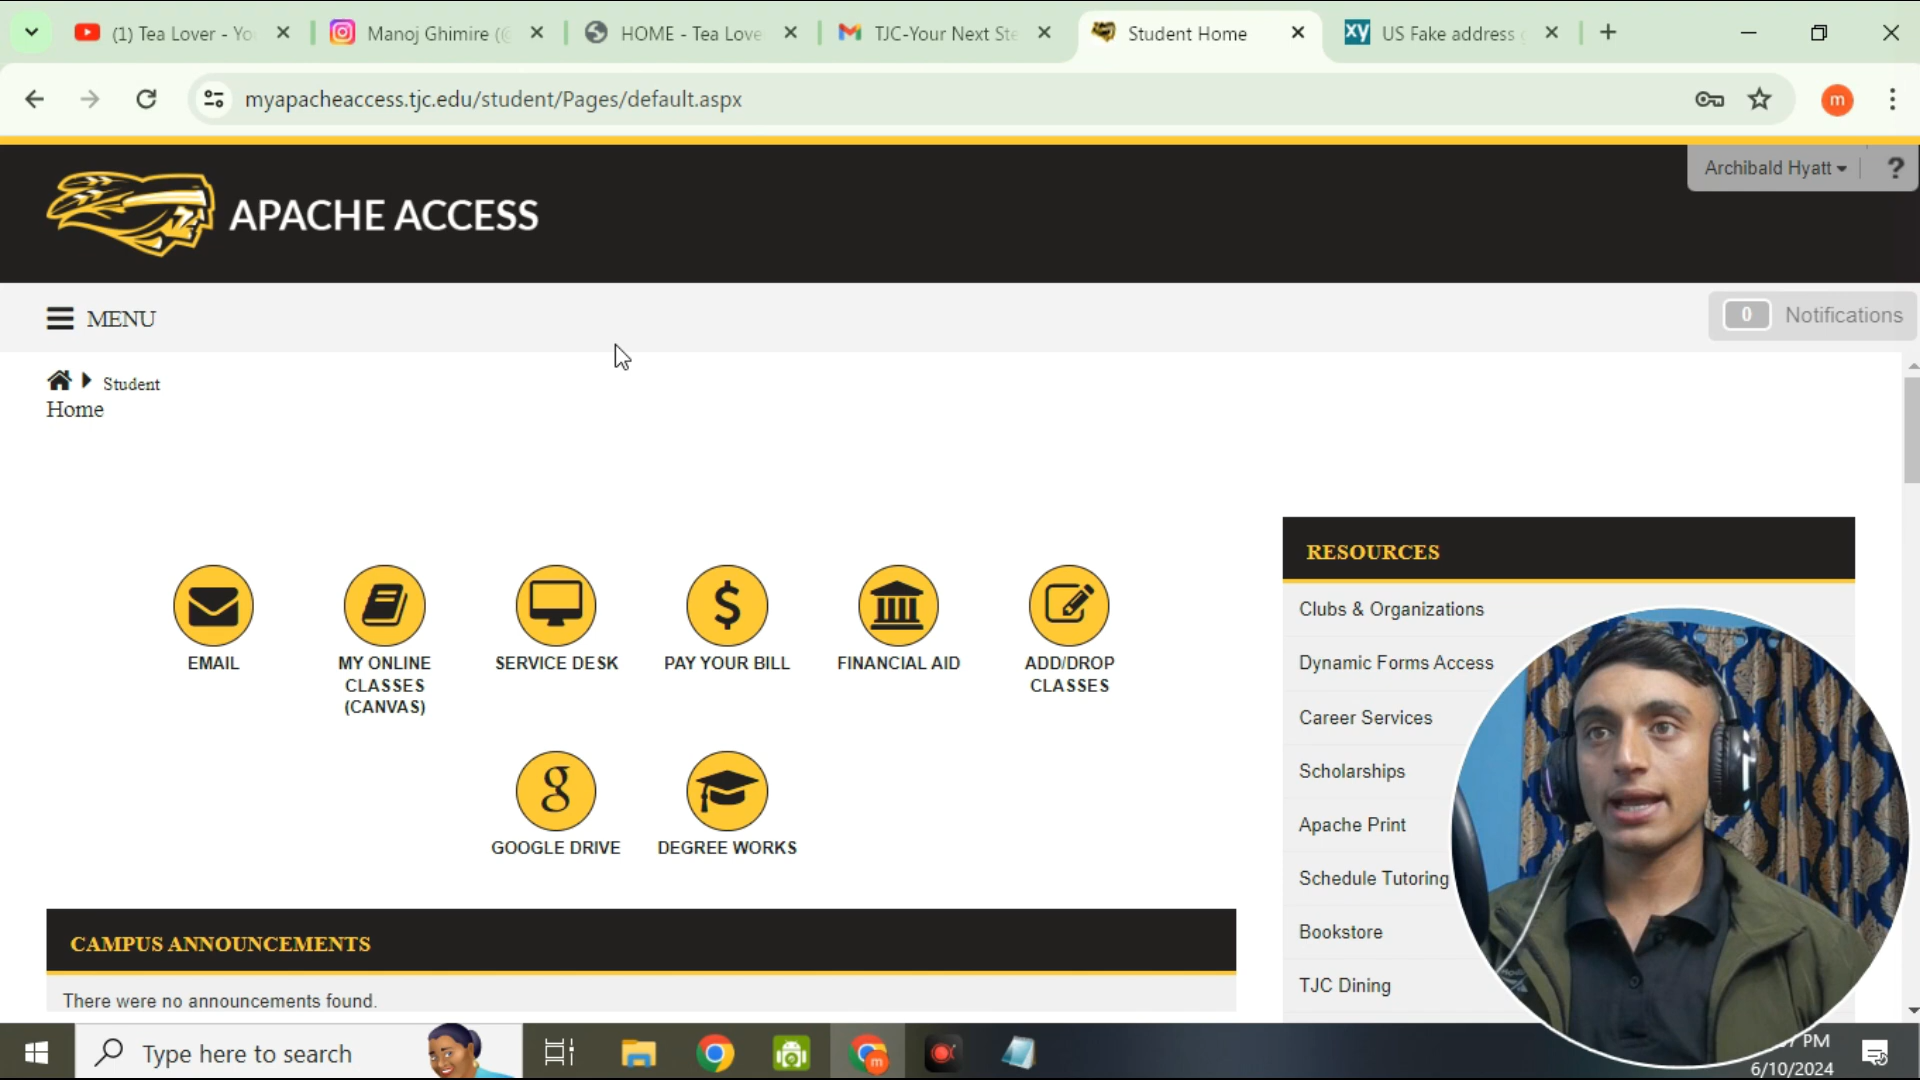 (1) Tea Lover - Yo
Manoj Ghimire (@
HOME - Tea Love
TJC-Your Next Ste
Student Home
XY US Fake address
myapacheaccess.tjc.edu/student/Pages/default.aspx
m
Archibald Hyatt
?
APACHE ACCESS
MENU
0 Notifications
Student
Home
RESOURCES
EMAIL
MY ONLINE
CLASSES
(CANVAS)
SERVICE DESK
$
PAY YOUR BILL
FINANCIAL AID
ADD/DROP
CLASSES
g
GOOGLE DRIVE
DEGREE WORKS
Clubs & Organizations
Dynamic Forms Access
Career Services
Scholarships
Apache Print
Schedule Tutoring
Bookstore
TJC Dining
CAMPUS ANNOUNCEMENTS
There were no announcements found.
Type here to search
m
PM
6/10/2024